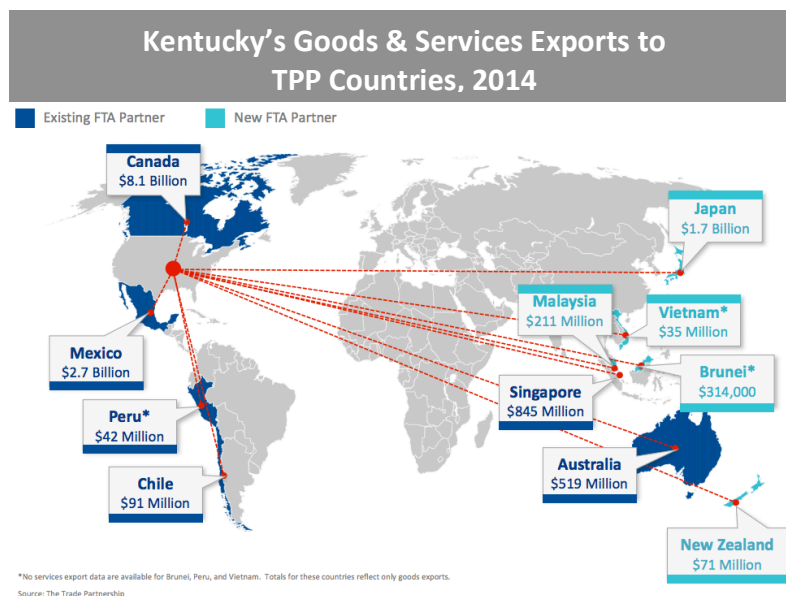 Kentucky's Goods & Services Exports to
TPP Countries, 2014
Existing FTA Partner
New FTA Partner
Canada
$8.1 Billion
Japan
$1.7 Billion
Malaysia
$211 Million
Vietnam*
$35 Million
Mexico
$2.7 Billion
Brunei*
$314,000
Singapore
$845 Million
Peru*
$42 Million
Australia
$519 Million
Chile
$91 Million
New Zealand
$71 Million
*No services export data are available for Brunei, Peru, and Vietnam. Totals for these countries reflect only goods exports.
Source: The Trade Partnership